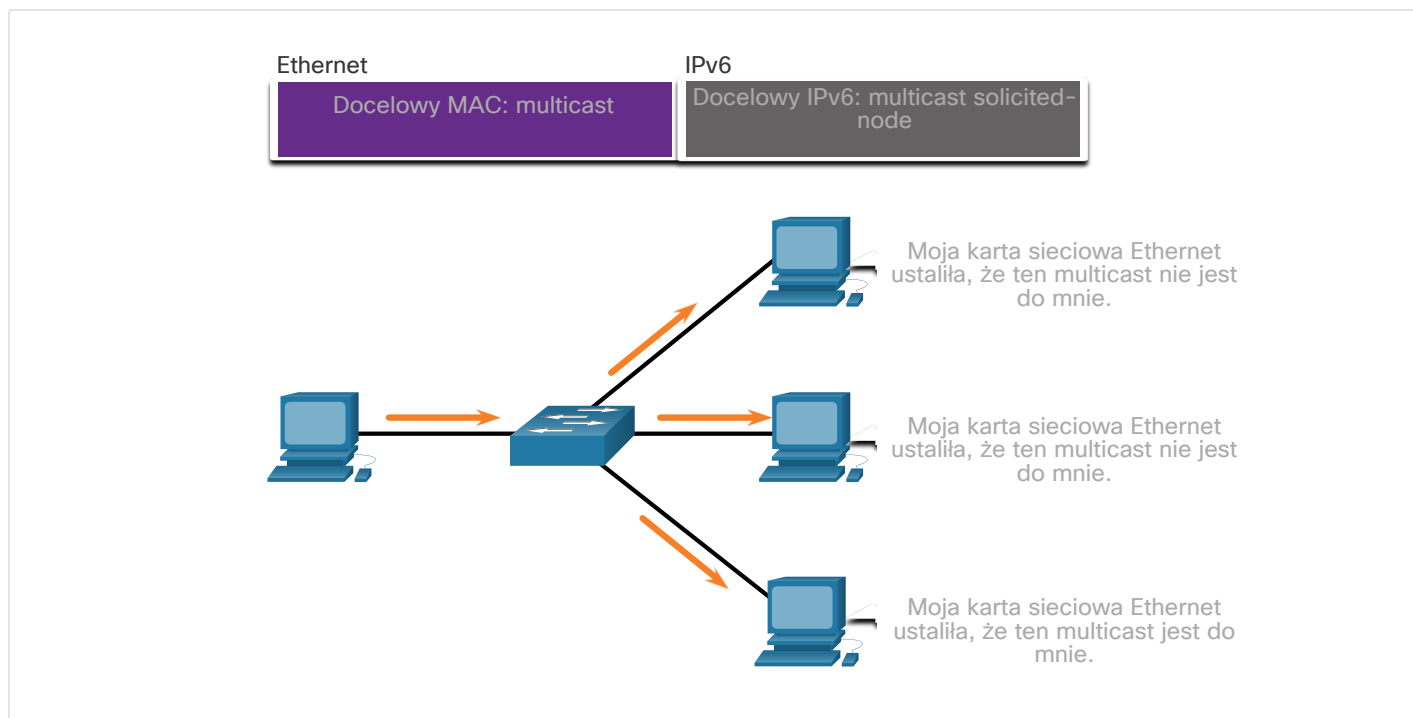 Ethernet
IPv6
Docelowy MAC: multicast
Docelowy IPv6: multicast solicited-
node
Moja karta sieciowa Ethernet
ustaliła, że ten multicast nie jest
do mnie.
Moja karta sieciowa Ethernet
ustaliła, że ten multicast nie jest
do mnie.
Moja karta sieciowa Ethernet
ustaliła, że ten multicast jest do
mnie.